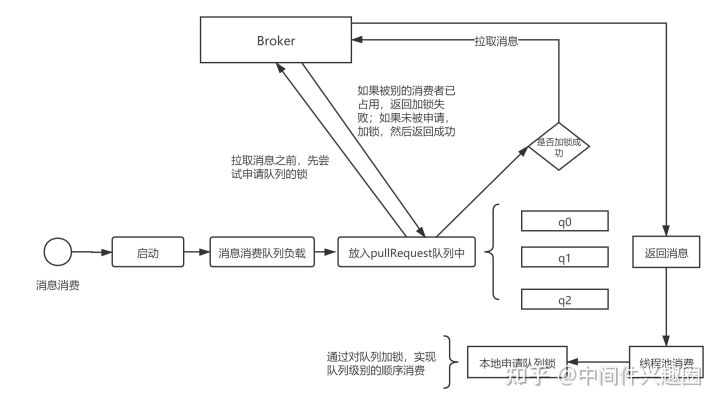 Broker
拉取消息
如果被别的消费者已
占用，返回加锁失
败；如果未被申请，
加锁，然后返回成功
是否加锁成
功
拉取消息之前，先尝
试申请队列的锁
消息消费
启动
消息消费队列负载
放入pullRequest队列中
q0
q1
q2
返回消息
通过对队列加锁，实现
队列级别的顺序消费
本地申请队列锁
线程池消费
知乎 @中间件兴趣圈